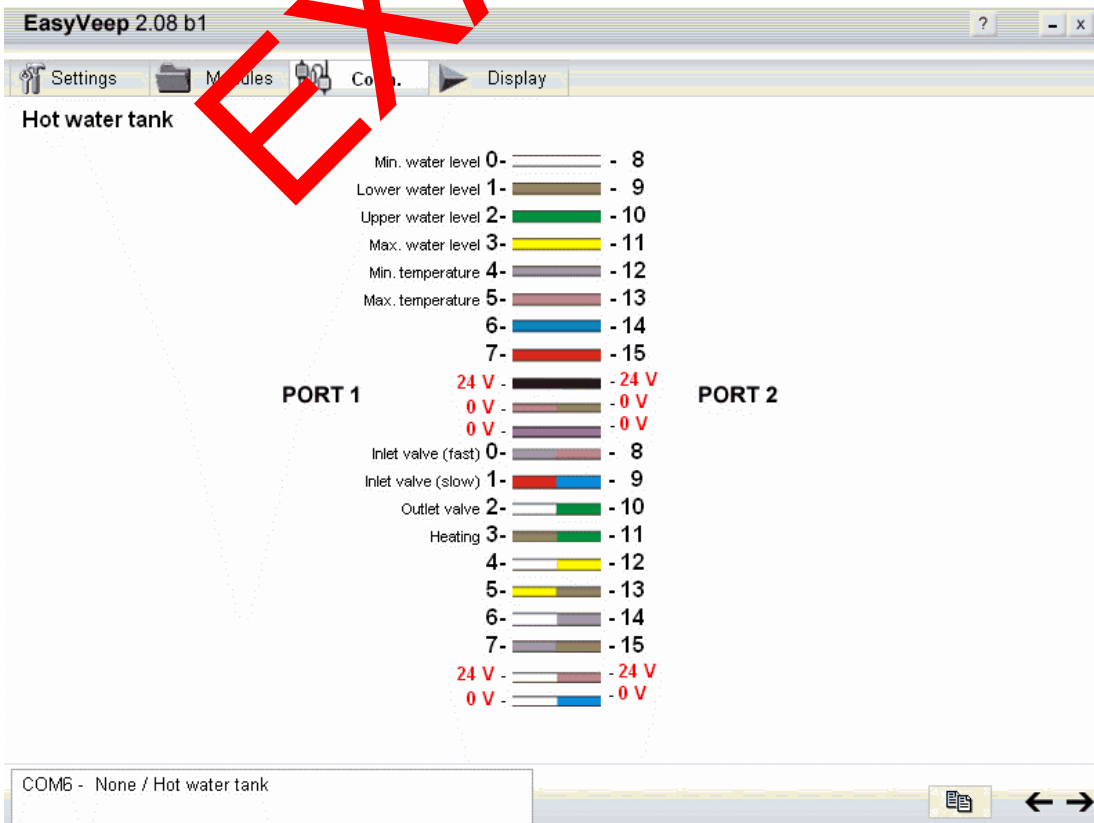 EasyVeep 2.08 b1 ? - x
Settings Co Display
Hot water tank
Min. water level 0- - 8
Lower water level 1- - 9
Upper water level 2- - 10
Max. water level 3- - 11
Min. temperature 4- - 12
Max. temperature 5- - 13
6- - 14
7- - 15
24 V - - 24 V
PORT 1 0 V - - 0 V PORT 2
0 V - - 0 V
Inlet valve (fast) 0- - 8
Inlet valve (slow) 1- - 9
Outlet valve 2- - 10
Heating 3- - 11
4- - 12
5- - 13
6- - 14
7- - 15
24 V - - 24 V
0 V - - 0 V
COM6 - None / Hot water tank